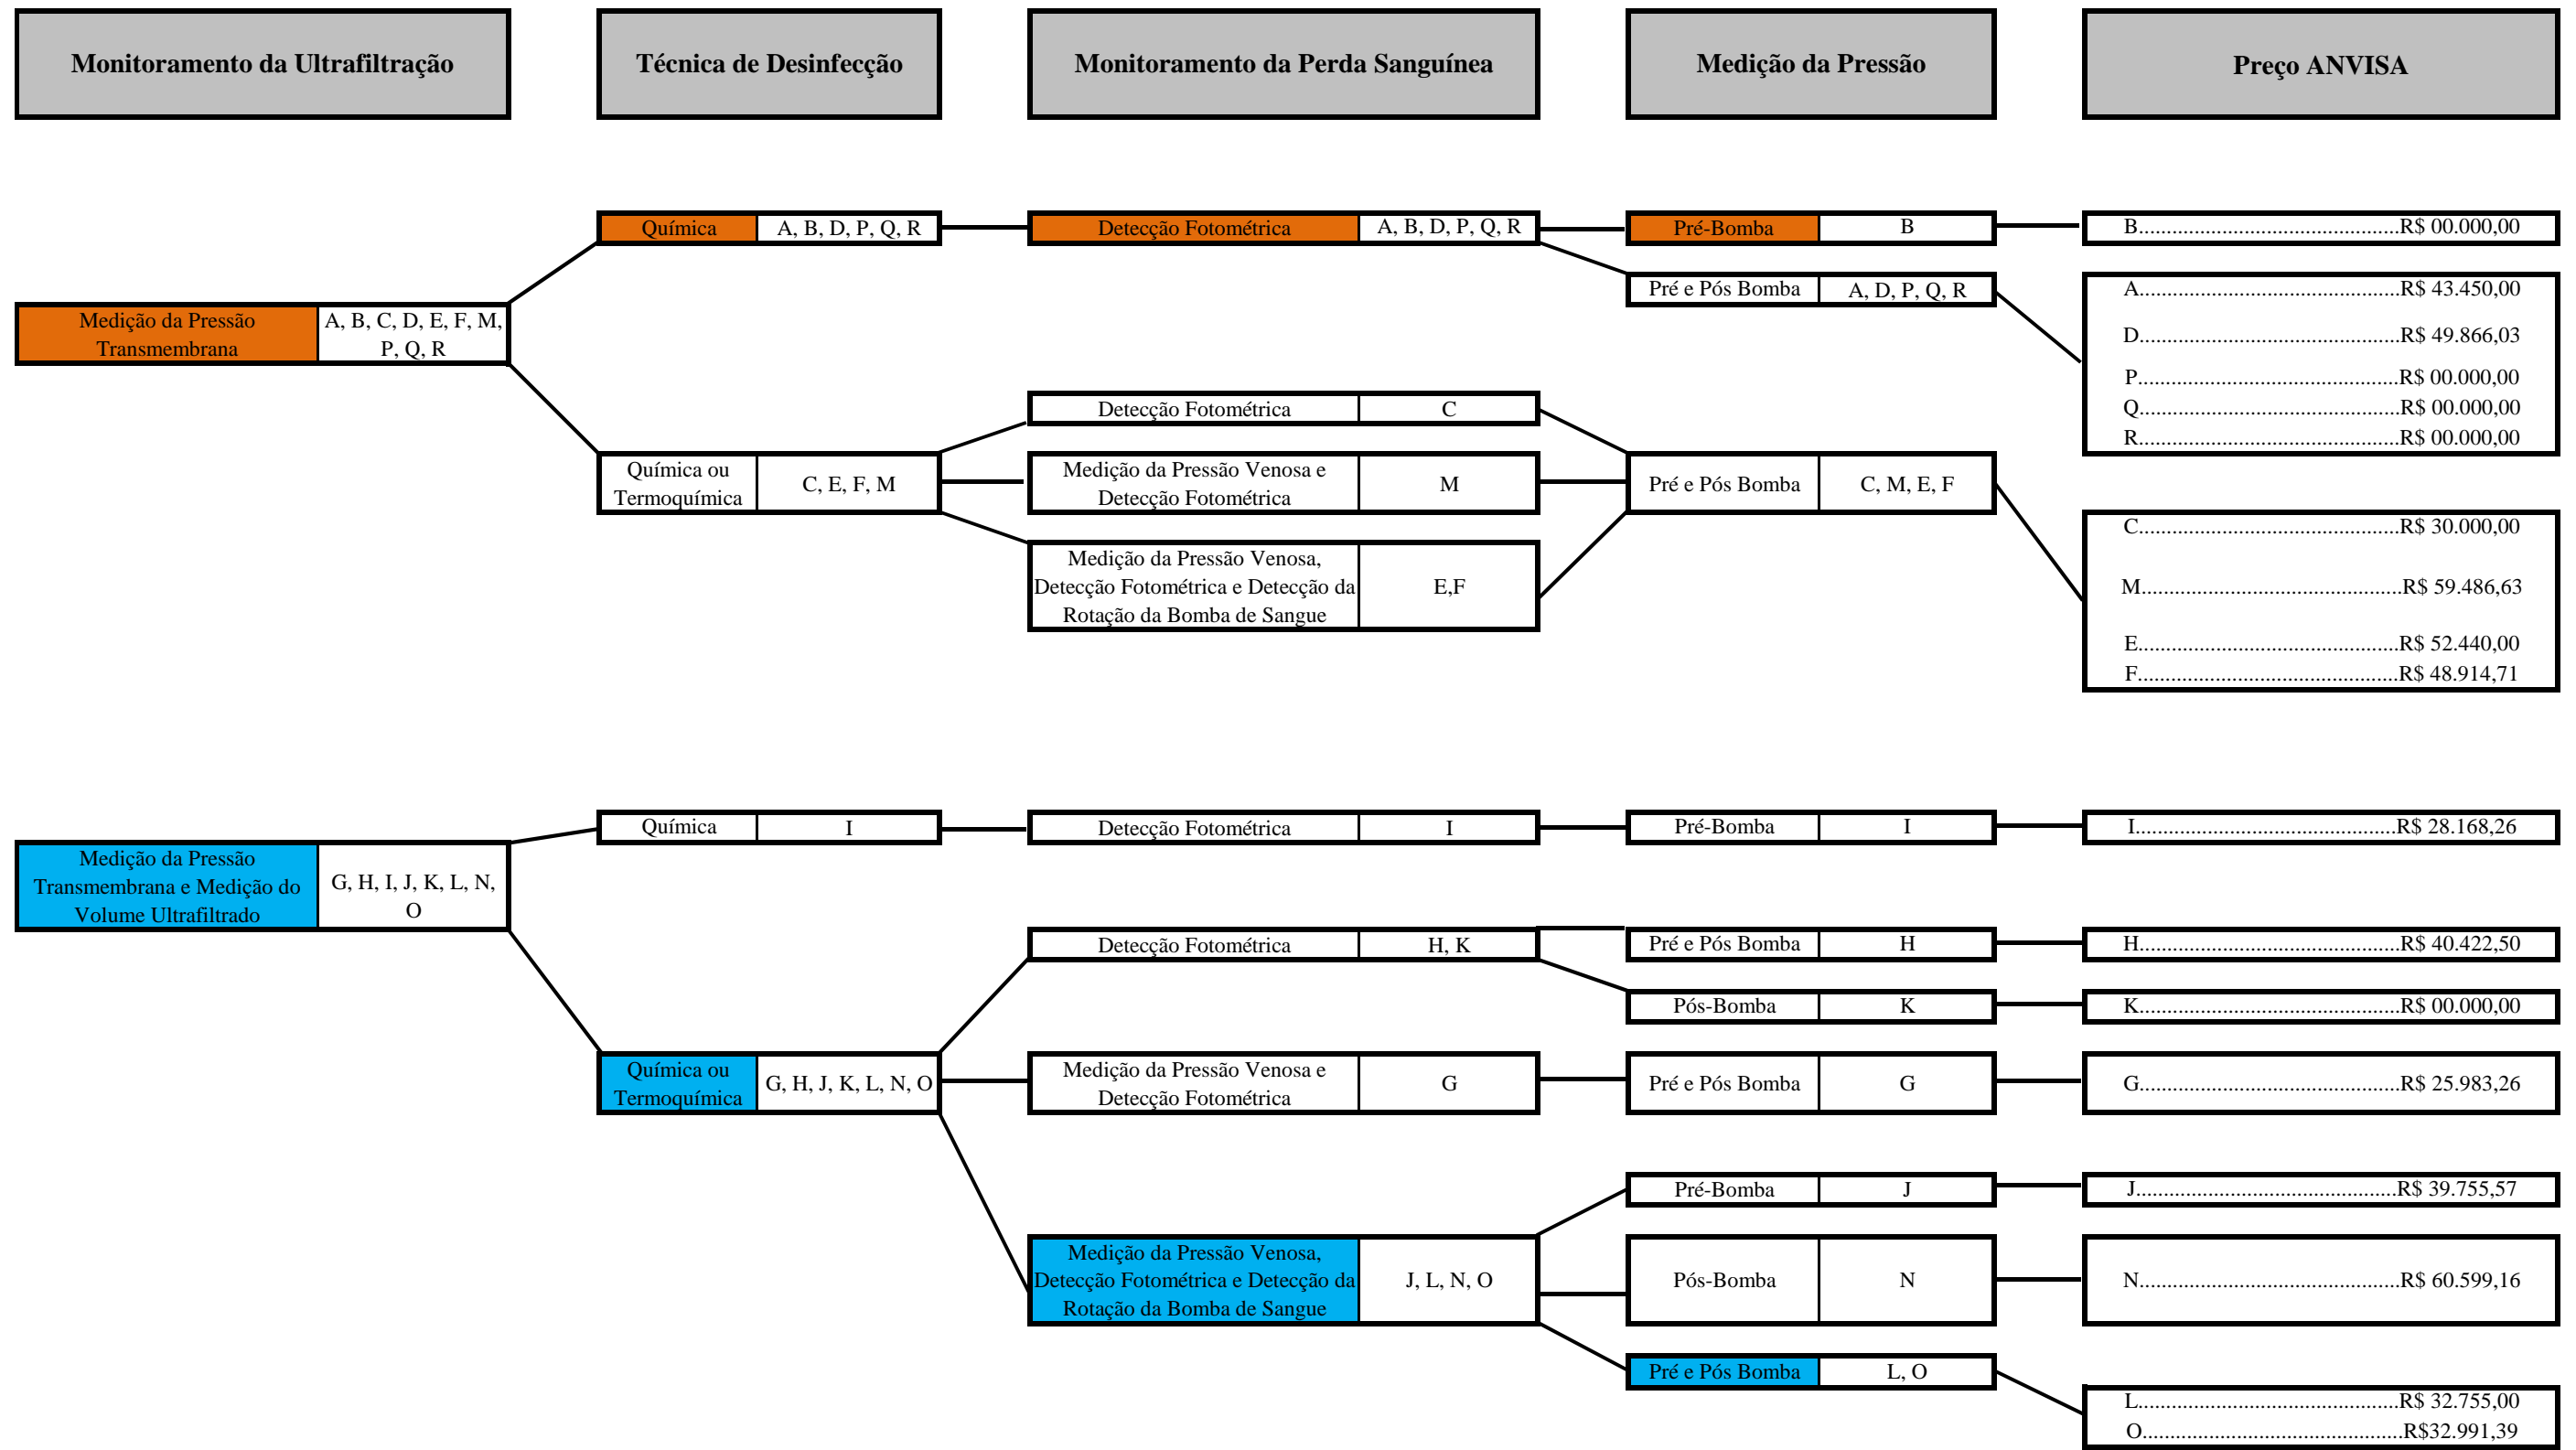 Monitoramento da Ultrafiltração
Técnica de Desinfecção
Monitoramento da Perda Sanguínea
Medição da Pressão
Preço ANVISA
Química
A, B, D, P, Q, R
Detecção Fotométrica
A, B, D, P, Q, R
Pré-Bomba
B
B...............................................R$ 00.000,00
Pré e Pós Bomba
A, D, P, Q, R
A...............................................R$ 43.450,00
D...............................................R$ 49.866,03
P...............................................R$ 00.000,00
Q...............................................R$ 00.000,00
R...............................................R$ 00.000,00
Medição da Pressão
Transmembrana
A, B, C, D, E, F, M,
P, Q, R
Detecção Fotométrica
C
Química ou
Termoquímica
C, E, F, M
Medição da Pressão Venosa e
Detecção Fotométrica
M
Pré e Pós Bomba
C, M, E, F
Medição da Pressão Venosa,
Detecção Fotométrica e Detecção da
Rotação da Bomba de Sangue
E,F
C...............................................R$ 30.000,00
M...............................................R$ 59.486,63
E...............................................R$ 52.440,00
F...............................................R$ 48.914,71
Química
I
Detecção Fotométrica
I
Pré-Bomba
I
I...............................................R$ 28.168,26
Medição da Pressão
Transmembrana e Medição do
Volume Ultrafiltrado
G, H, I, J, K, L, N,
O
Detecção Fotométrica
H, K
Pré e Pós Bomba
H
H...............................................R$ 40.422,50
Pós-Bomba
K
K...............................................R$ 00.000,00
Química ou
Termoquímica
G, H, J, K, L, N, O
Medição da Pressão Venosa e
Detecção Fotométrica
G
Pré e Pós Bomba
G
G...............................................R$ 25.983,26
Pré-Bomba
J
J...............................................R$ 39.755,57
Medição da Pressão Venosa,
Detecção Fotométrica e Detecção da
Rotação da Bomba de Sangue
J, L, N, O
Pós-Bomba
N
N...............................................R$ 60.599,16
Pré e Pós Bomba
L, O
L...............................................R$ 32.755,00
O...............................................R$32.991,39